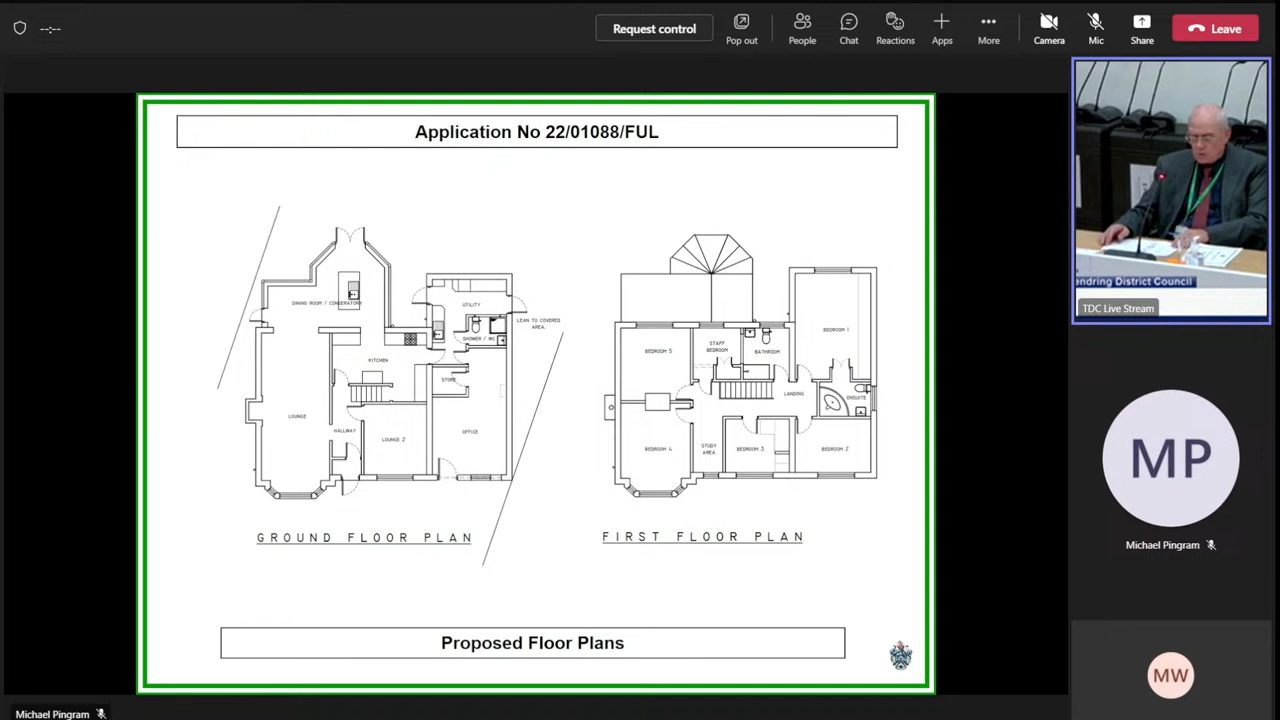 --:--
Request control
Pop out
People
Chat
Reactions
Apps
More
Camera
Mic
Share
Leave
Application No 22/01088/FUL
DINING ROOM / CONSERVATORY
UTILITY
LEAN TO COVERED
AREA.
SHOWER / WC
KITCHEN
STORE
LOUNGE
HALLWAY
LOUNGE 2
OFFICE
GROUND FLOOR PLAN
BEDROOM 1
BEDROOM 5
STAFF
BEDROOM
BATHROOM
LANDING
ENSUITE
BEDROOM 4
STUDY
AREA
BEDROOM 3
BEDROOM 2
FIRST FLOOR PLAN
Proposed Floor Plans
endring District Council
TDC Live Stream
MP
Michael Pingram
MW
Michael Pingram